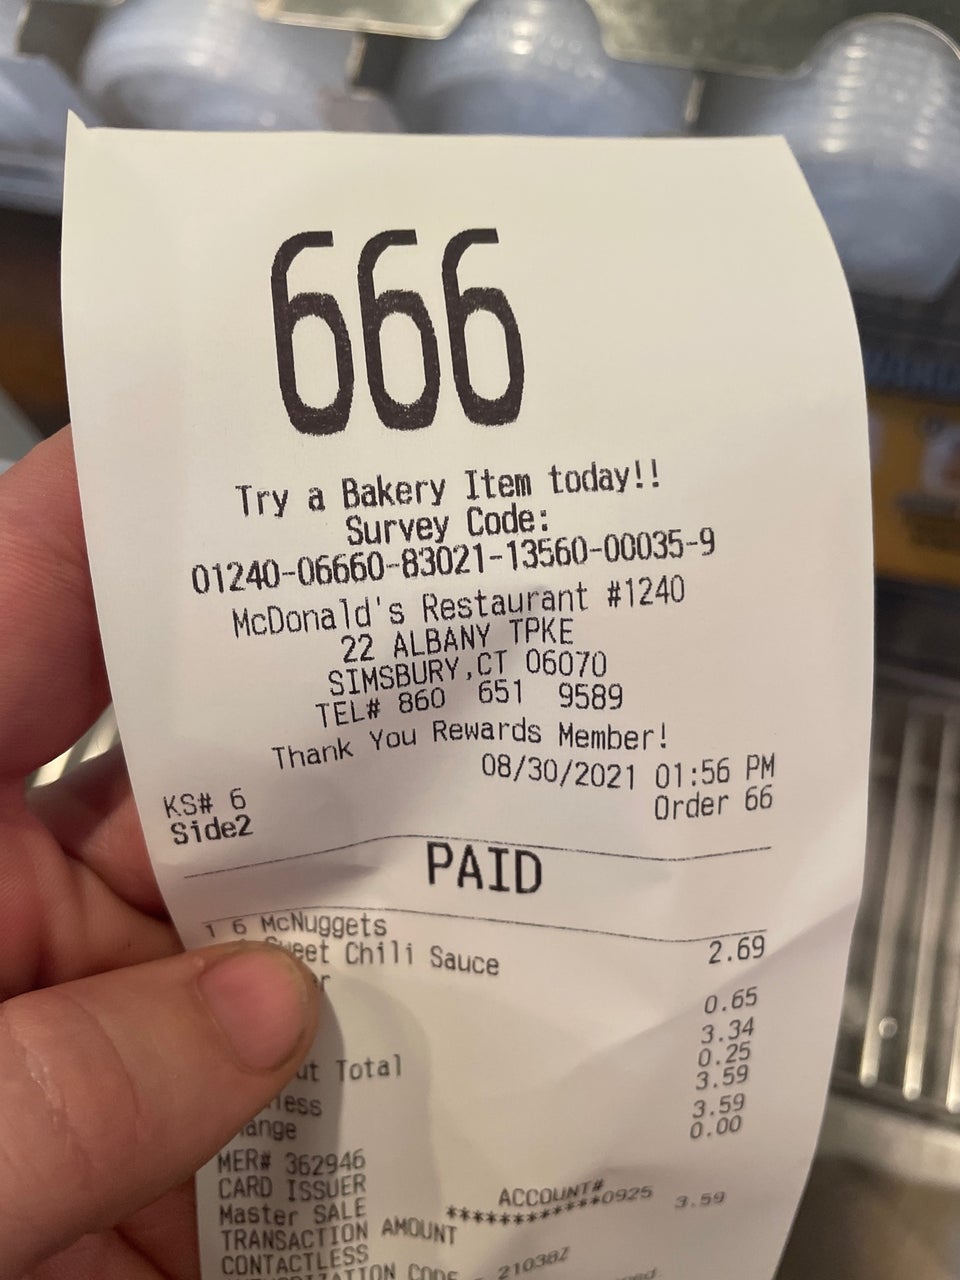 666
Try a Bakery Item today!!
Survey Code:
01240-06660-83021-13560-00035-9
McDonald's Restaurant #1240
22 ALBANY TPKE
SIMSBURY,CT 06070
TEL# 860 651 9589
Thank You Rewards Member!
08/30/2021 01:56 PM
KS# 6 Order 66
Side2
PAID
1 6 McNuggets 2.69
Chili Sauce
0.65
3.34
0.25
Total 3.59
3.59
0.00
MER# 362946
CARD ISSUER ACCOUNT#
Master SALE ************0925
TRANSACTION AMOUNT 3.59
CONTACTLESS
CODE 21038Z